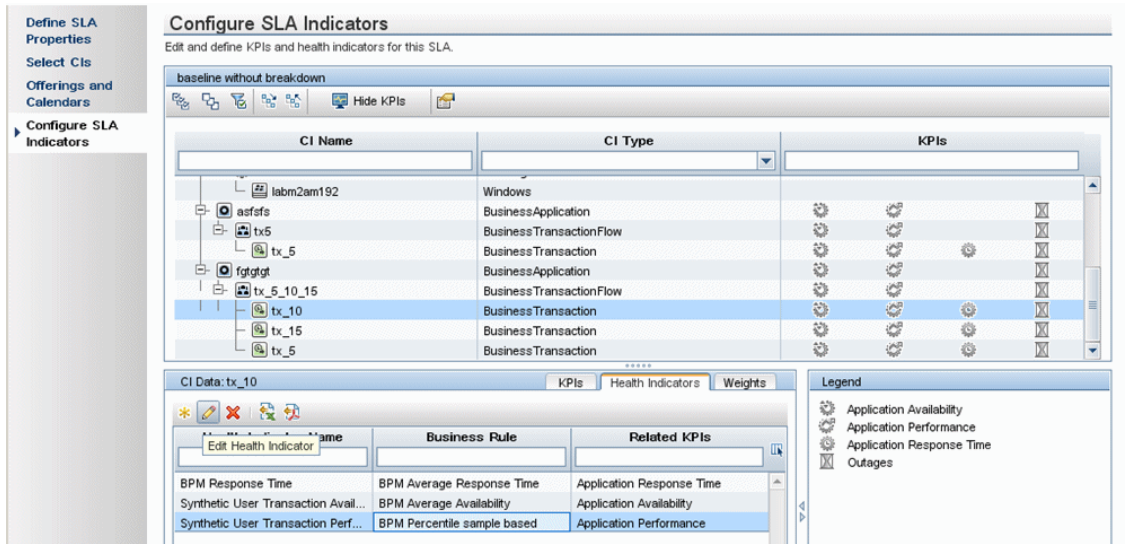 Define SLA
Properties
Select CIs
Offerings and
Calendars
Configure SLA
Indicators
Configure SLA Indicators
Edit and define KPIs and health indicators for this SLA.
baseline without breakdown
Hide KPIs
CI Name CI Type KPIs
labm2am192 Windows
asfsfs BusinessApplication
tx5 BusinessTransactionFlow
tx_5 BusinessTransaction
fgtgtgt BusinessApplication
tx_5_10_15 BusinessTransactionFlow
tx_10 BusinessTransaction
tx_15 BusinessTransaction
tx_5 BusinessTransaction
CI Data: tx_10 KPIs Health Indicators Weights
Name Business Rule Related KPIs
Edit Health Indicator
BPM Response Time BPM Average Response Time Application Response Time
Synthetic User Transaction Avail... BPM Average Availability Application Availability
Synthetic User Transaction Perf... BPM Percentile sample based Application Performance
Legend
Application Availability
Application Performance
Application Response Time
Outages